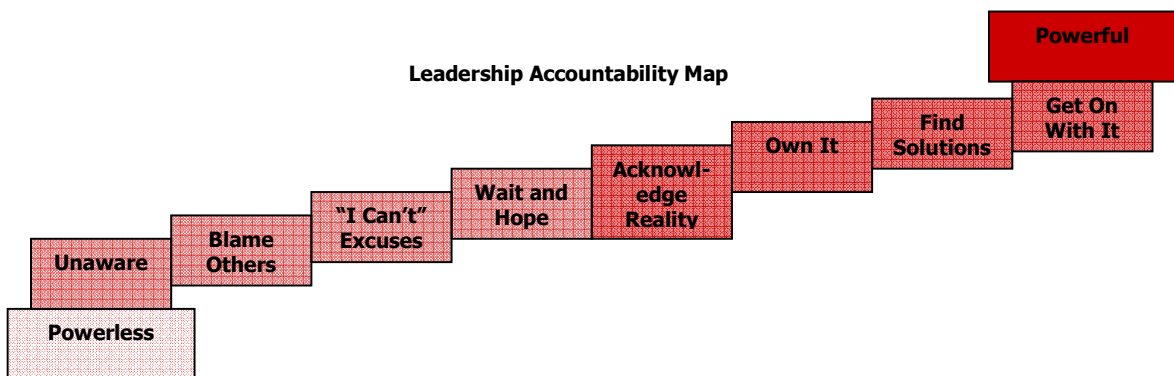 Leadership Accountability Map
Powerless
Unaware
Blame
Others
“I Can’t”
Excuses
Wait and
Hope
Acknowl-
edge
Reality
Own It
Find
Solutions
Get On
With It
Powerful